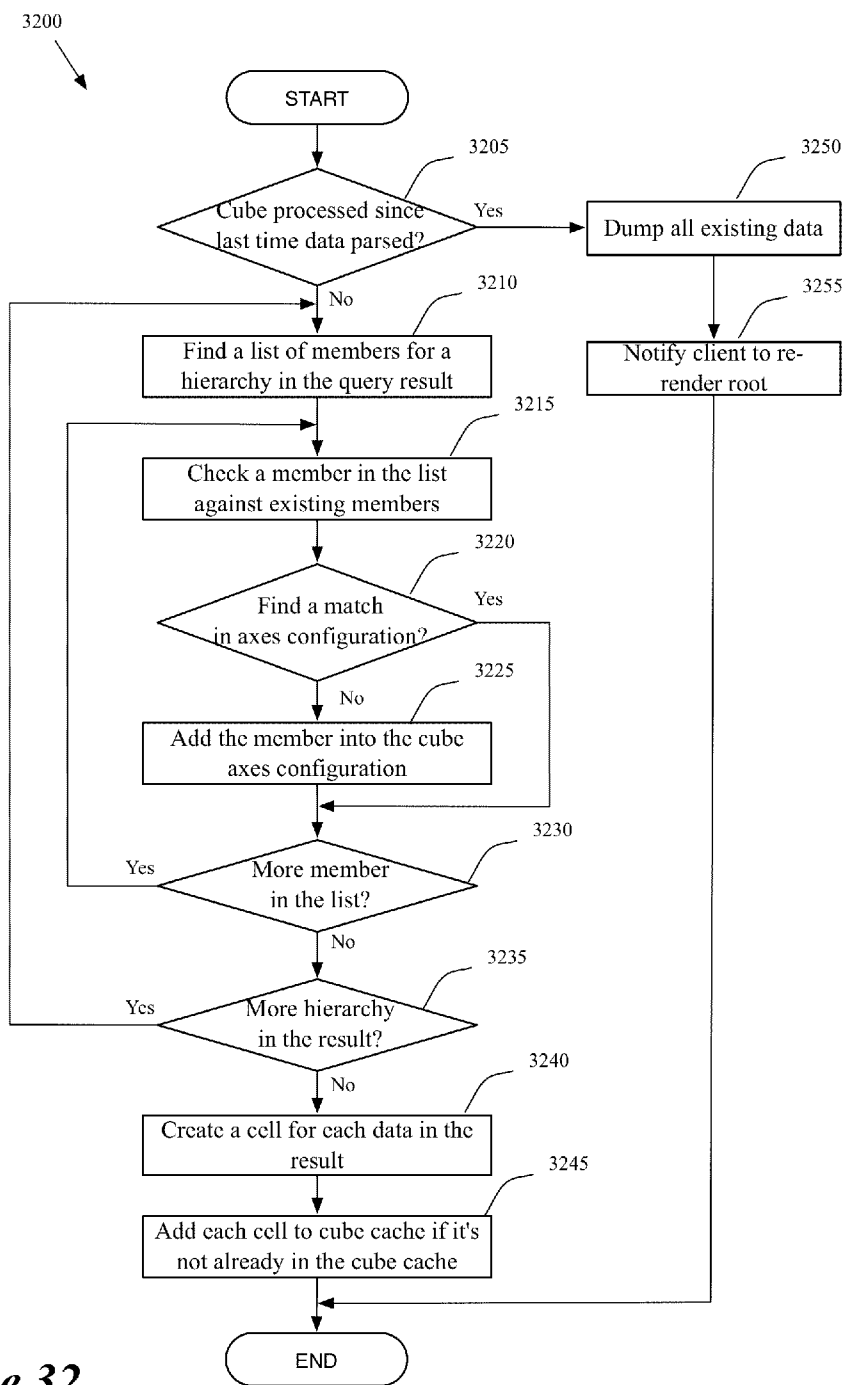 3200
START
3205
Cube processed since
last time data parsed?
Yes
3250
Dump all existing data
No
3210
3255
Find a list of members for a
hierarchy in the query result
Notify client to re-
render root
3215
Check a member in the list
against existing members
3220
Find a match
in axes configuration?
Yes
No
3225
Add the member into the cube
axes configuration
3230
More member
in the list?
Yes
No
3235
More hierarchy
in the result?
Yes
No
3240
Create a cell for each data in the
result
3245
Add each cell to cube cache if it's
not already in the cube cache
END
32